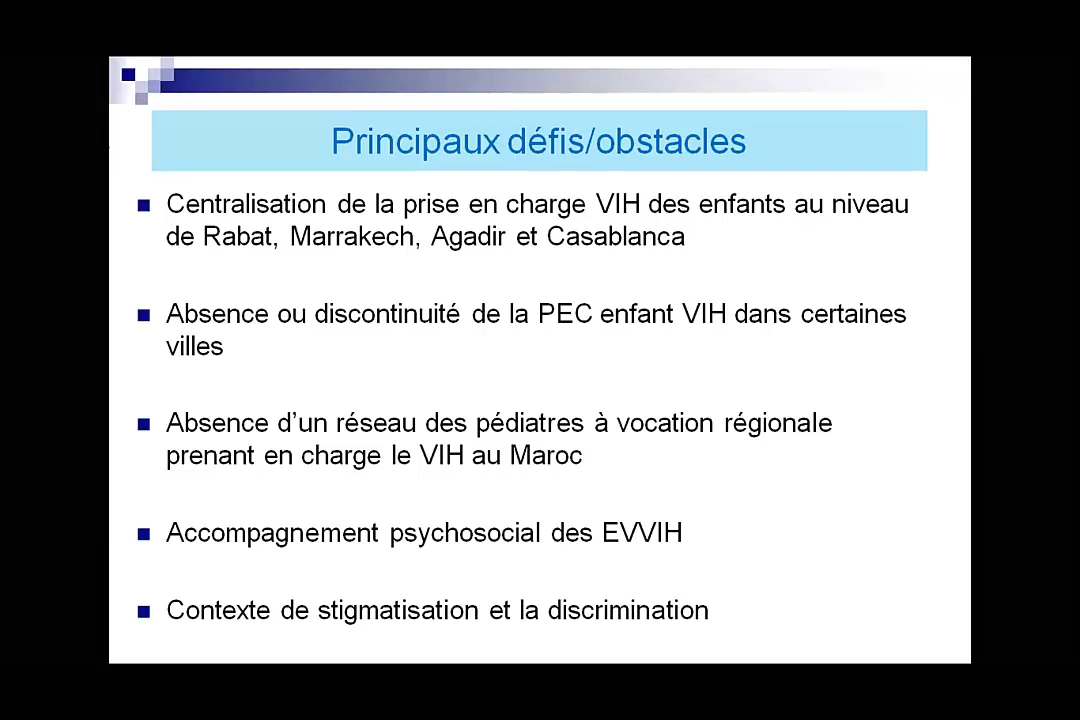 Principaux défis/obstacles
Centralisation de la prise en charge VIH des enfants au niveau
de Rabat, Marrakech, Agadir et Casablanca
Absence ou discontinuité de la PEC enfant VIH dans certaines
villes
Absence d’un réseau des pédiatres à vocation régionale
prenant en charge le VIH au Maroc
Accompagnement psychosocial des EVVIH
Contexte de stigmatisation et la discrimination